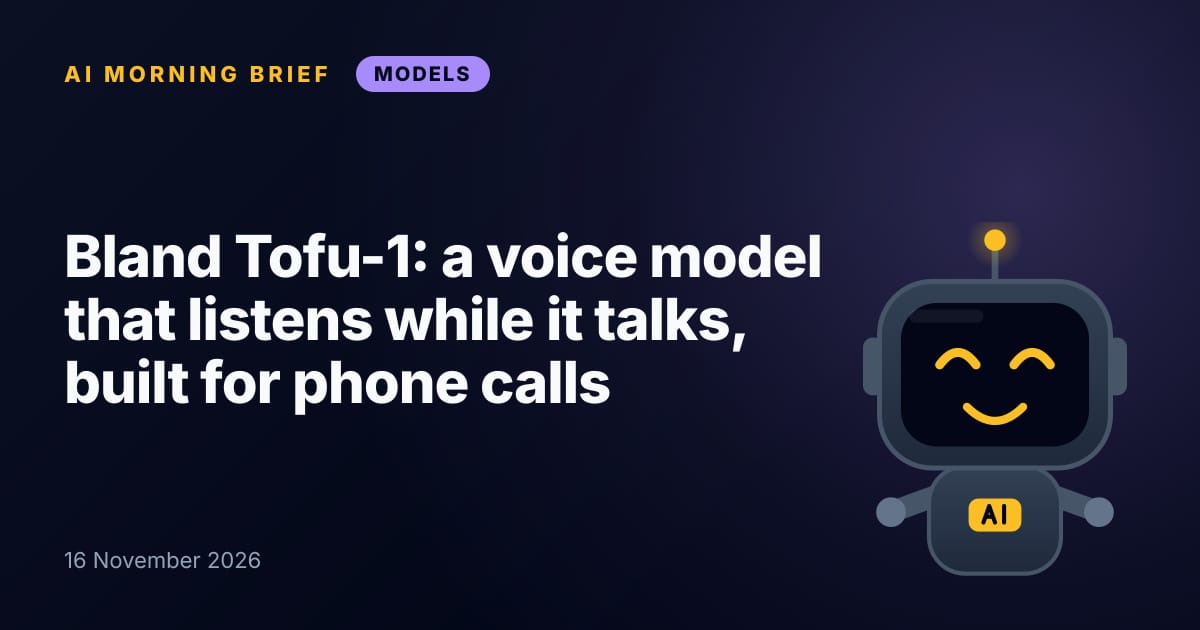 AI MORNING BRIEF
MODELS
Bland Tofu-1: a voice model
that listens while it talks,
built for phone calls
AI
16 November 2026